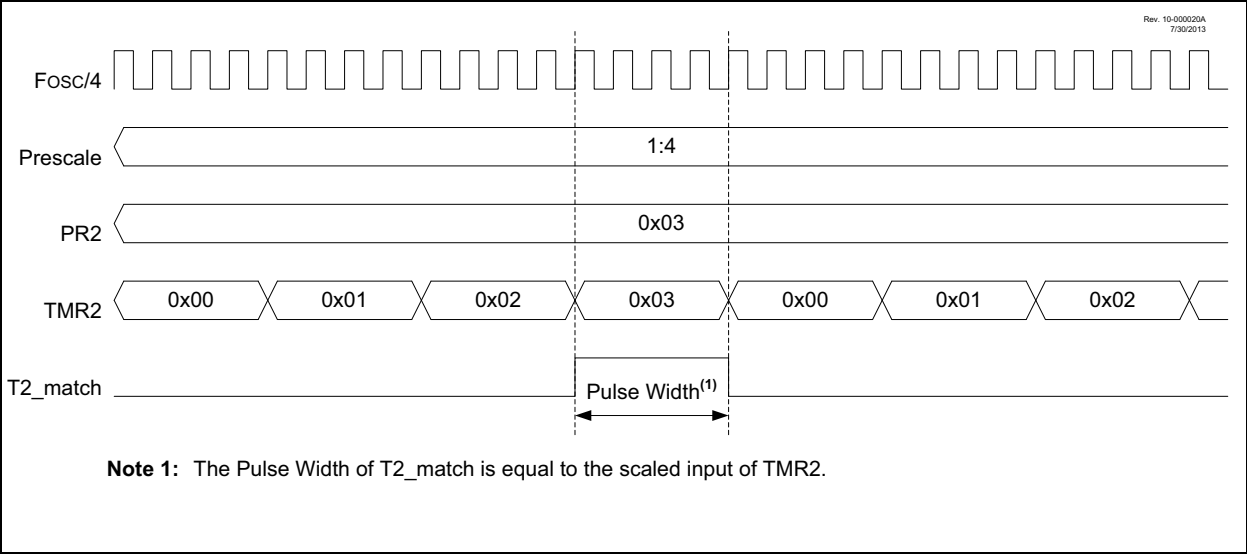 Rev. 10-000020A
7/30/2013
FOSC/4
Prescale
1:4
PR2
0x03
TMR2
0x00
0x01
0x02
0x03
0x00
0x01
0x02
T2_match
Pulse Width(1)
Note 1: The Pulse Width of T2_match is equal to the scaled input of TMR2.